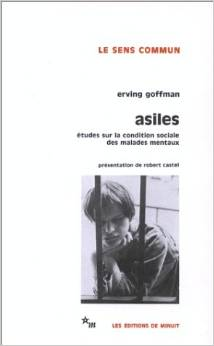 LE SENS COMMUN
erving goffman
asiles
études sur la condition sociale
des malades mentaux
présentation de robert castel
m
LES EDITIONS DE MINUIT